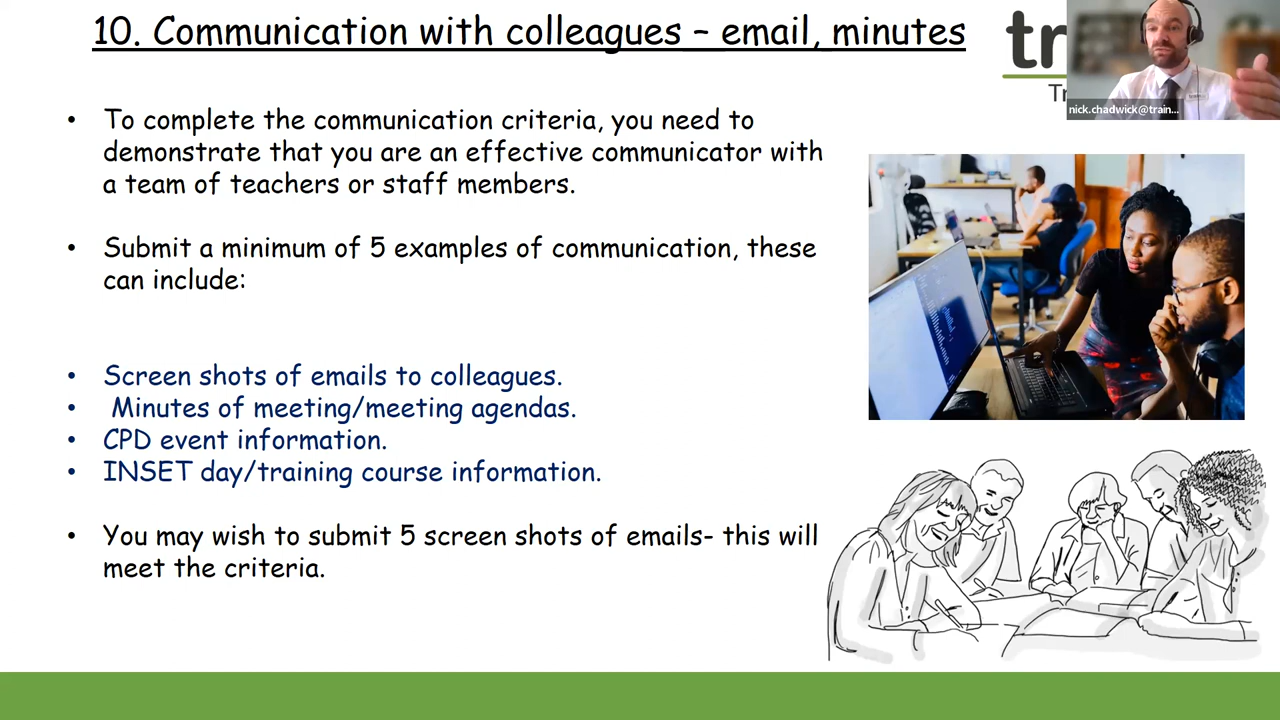 10. Communication with colleagues – email, minutes
tr
Tr
nick.chadwick@train...
• To complete the communication criteria, you need to
demonstrate that you are an effective communicator with
a team of teachers or staff members.
• Submit a minimum of 5 examples of communication, these
can include:
• Screen shots of emails to colleagues.
• Minutes of meeting/meeting agendas.
• CPD event information.
• INSET day/training course information.
• You may wish to submit 5 screen shots of emails- this will
meet the criteria.